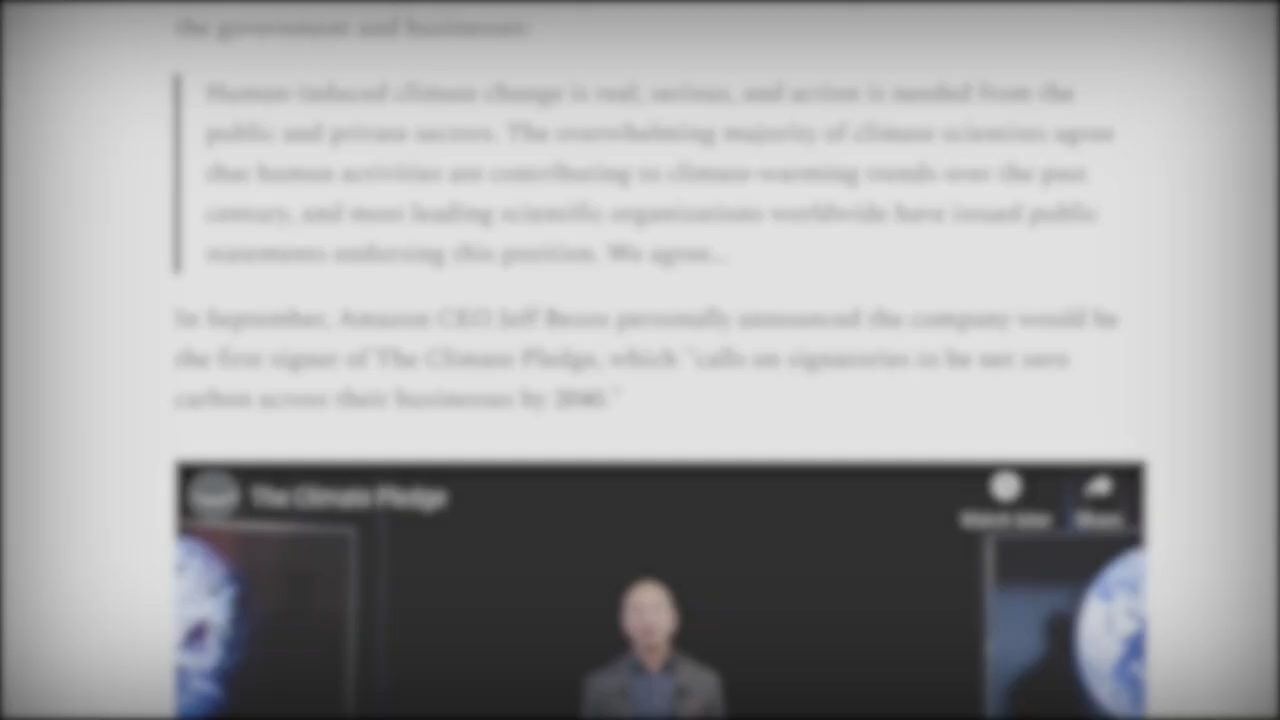 the government and businesses:
Human-induced climate change is real, serious, and action is needed from the
public and private sectors. The overwhelming majority of climate scientists agree
that human activities are contributing to climate-warming trends over the past
century, and most leading scientific organizations worldwide have issued public
statements endorsing this position. We agree...
In September, Amazon CEO Jeff Bezos personally announced the company would be
the first signer of The Climate Pledge, which "calls on signatories to be net zero
carbon across their businesses by 2040."
The Climate Pledge
Watch later Share